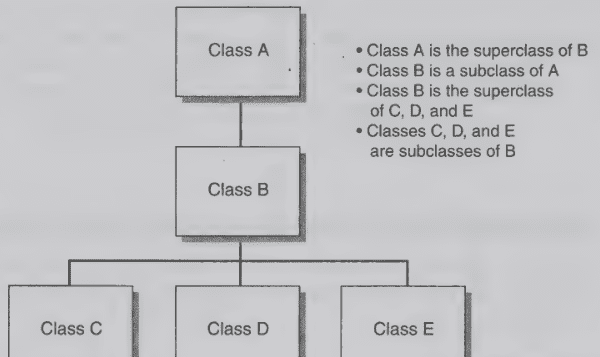 Class A
• Class A is the superclass of B
• Class B is a subclass of A
• Class B is the superclass
of C, D, and E
• Classes C, D, and E
are subclasses of B
Class B
Class C
Class D
Class E